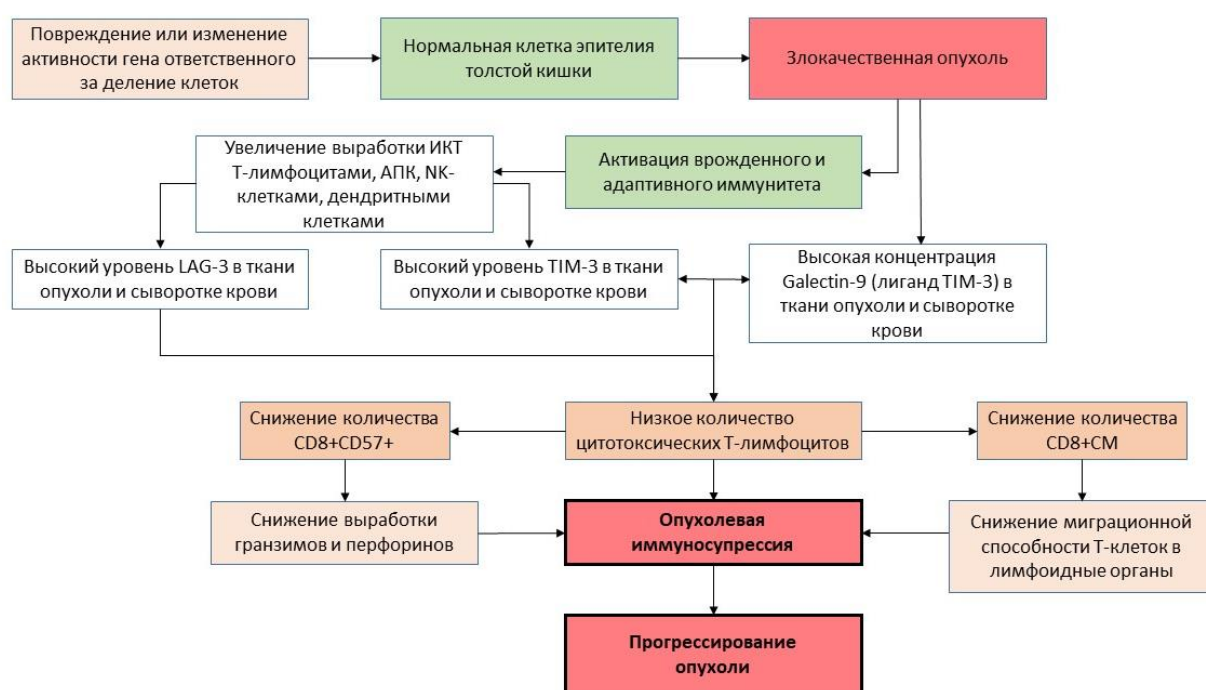 Повреждение или изменение
активности гена ответственного
за деление клеток
Нормальная клетка эпителия
толстой кишки
Злокачественная опухоль
Увеличение выработки ИКТ
Т-лимфоцитами, АПК, NK-
клетками, дендритными
клетками
Активация врожденного и
адаптивного иммунитета
Высокий уровень LAG-3 в ткани
опухоли и сыворотке крови
Высокий уровень TIM-3 в ткани
опухоли и сыворотке крови
Высокая концентрация
Galectin-9 (лиганд TIM-3) в
ткани опухоли и сыворотке
крови
Снижение количества
CD8+CD57+
Низкое количество
цитотоксических Т-лимфоцитов
Снижение количества
CD8+CM
Снижение выработки
гранзимов и перфоринов
Опухолевая
иммуносупрессия
Снижение миграционной
способности Т-клеток в
лимфоидные органы
Прогрессирование
опухоли